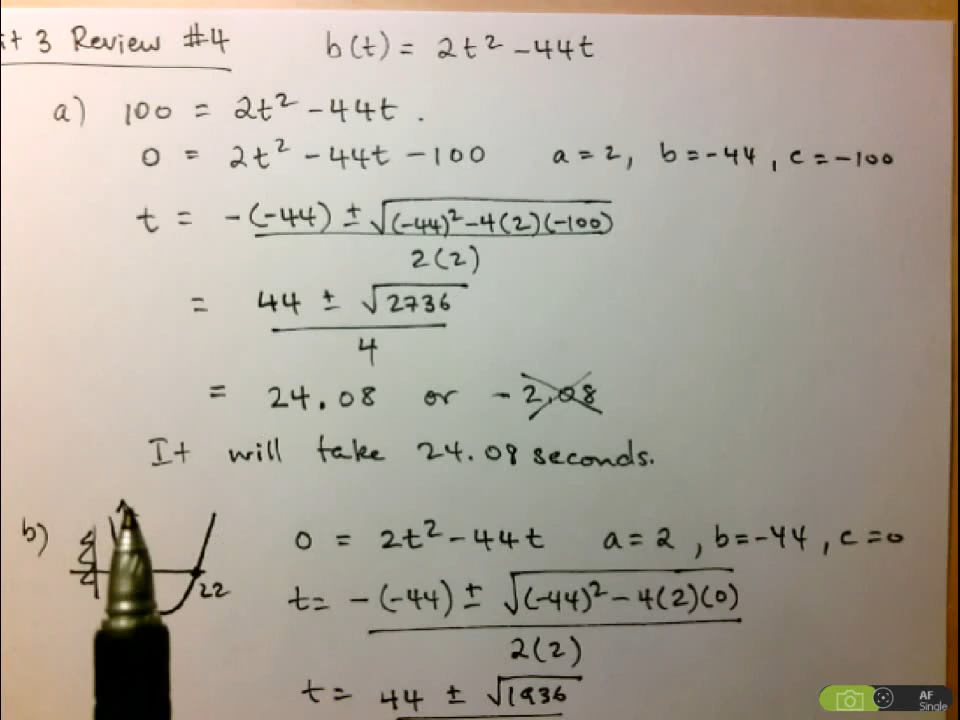 it 3 Review #4
b(t) = 2t² - 44t
a) 100 = 2t² - 44t .
0 = 2t² - 44t - 100 a = 2, b = -44, c = -100
t = -(-44) ± √(-44)² - 4(2)(-100)
2(2)
= 44 ± √2736
4
= 24.08 or - 2.08
It will take 24.08 seconds.
b) 0 = 2t² - 44t a = 2, b = -44, c = 0
22
t = -(-44) ± √(-44)² - 4(2)(0)
2(2)
t = 44 ± √1936
AF
Single